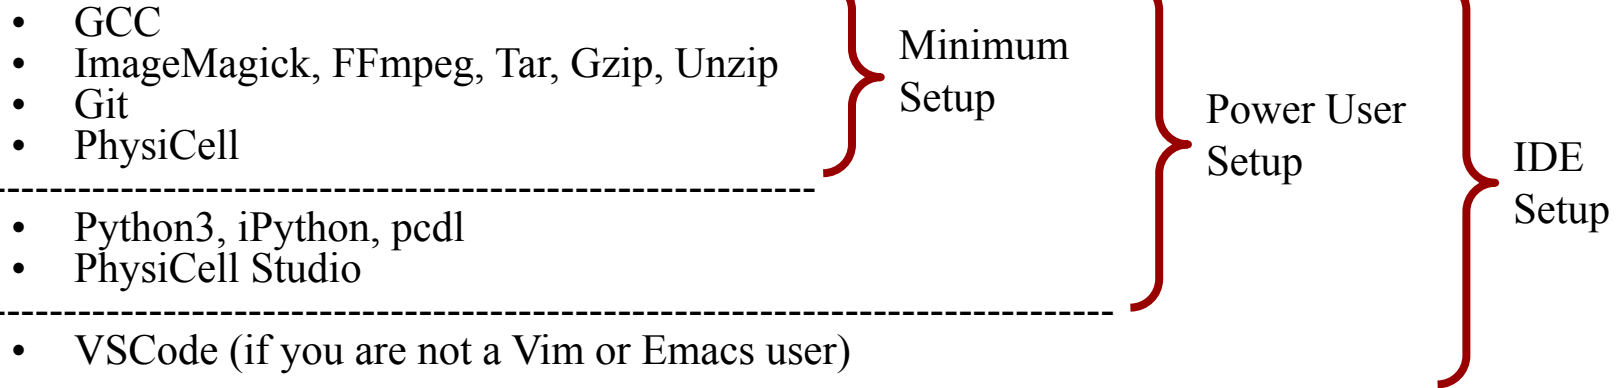 • GCC
• ImageMagick, FFmpeg, Tar, Gzip, Unzip
• Git
• PhysiCell
Minimum
Setup
--------------------------------------------------------
• Python3, iPython, pcdl
• PhysiCell Studio
Power User
Setup
-----------------------------------------------------------------------------
• VSCode (if you are not a Vim or Emacs user)
IDE
Setup